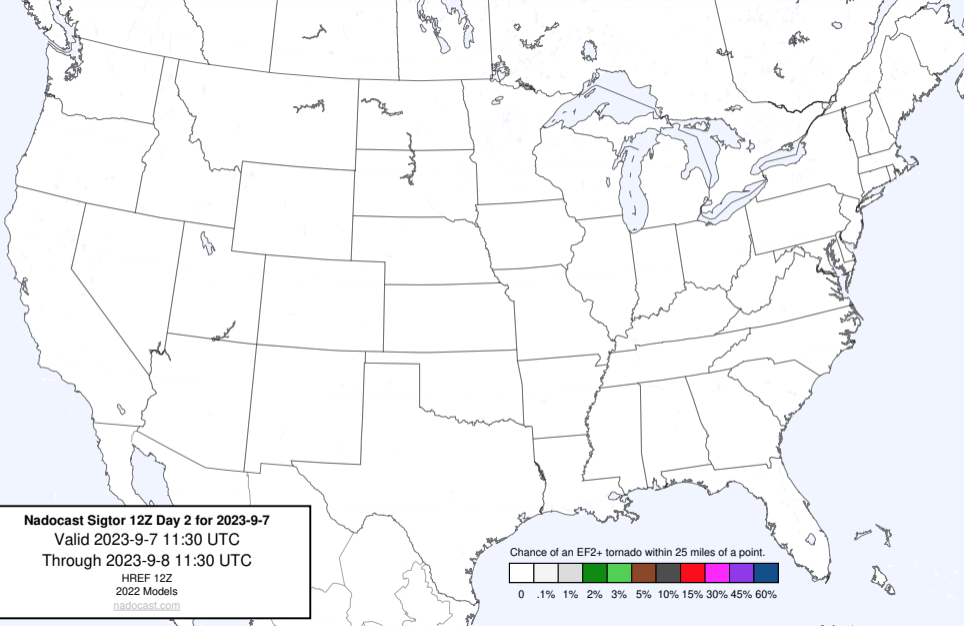 Nadocast Sigtor 12Z Day 2 for 2023-9-7
Valid 2023-9-7 11:30 UTC
Through 2023-9-8 11:30 UTC
HREF 12Z
2022 Models
nadocast.com
Chance of an EF2+ tornado within 25 miles of a point.
0 .1% 1% 2% 3% 5% 10% 15% 30% 45% 60%